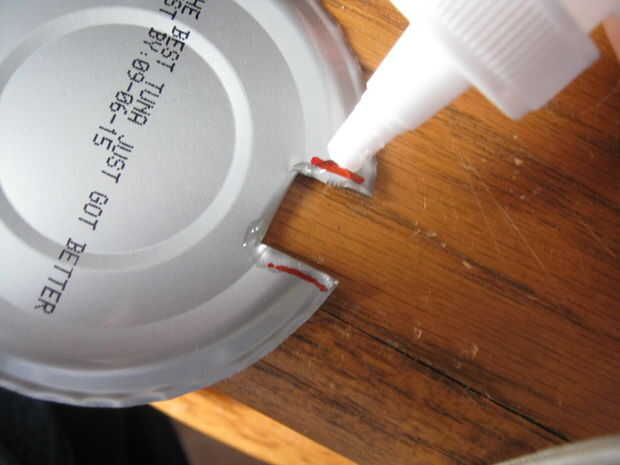 HE BEST TUNA JUST GOT BETTER
ST BY:09-06-15